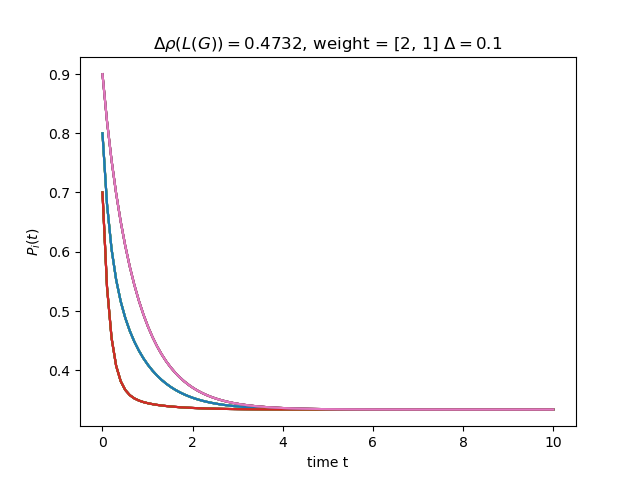 Δρ(L(G)) = 0.4732, weight = [2, 1] Δ = 0.1
0.9
0.8
0.7
0.6
0.5
0.4
P_i(t)
0 2 4 6 8 10
time t